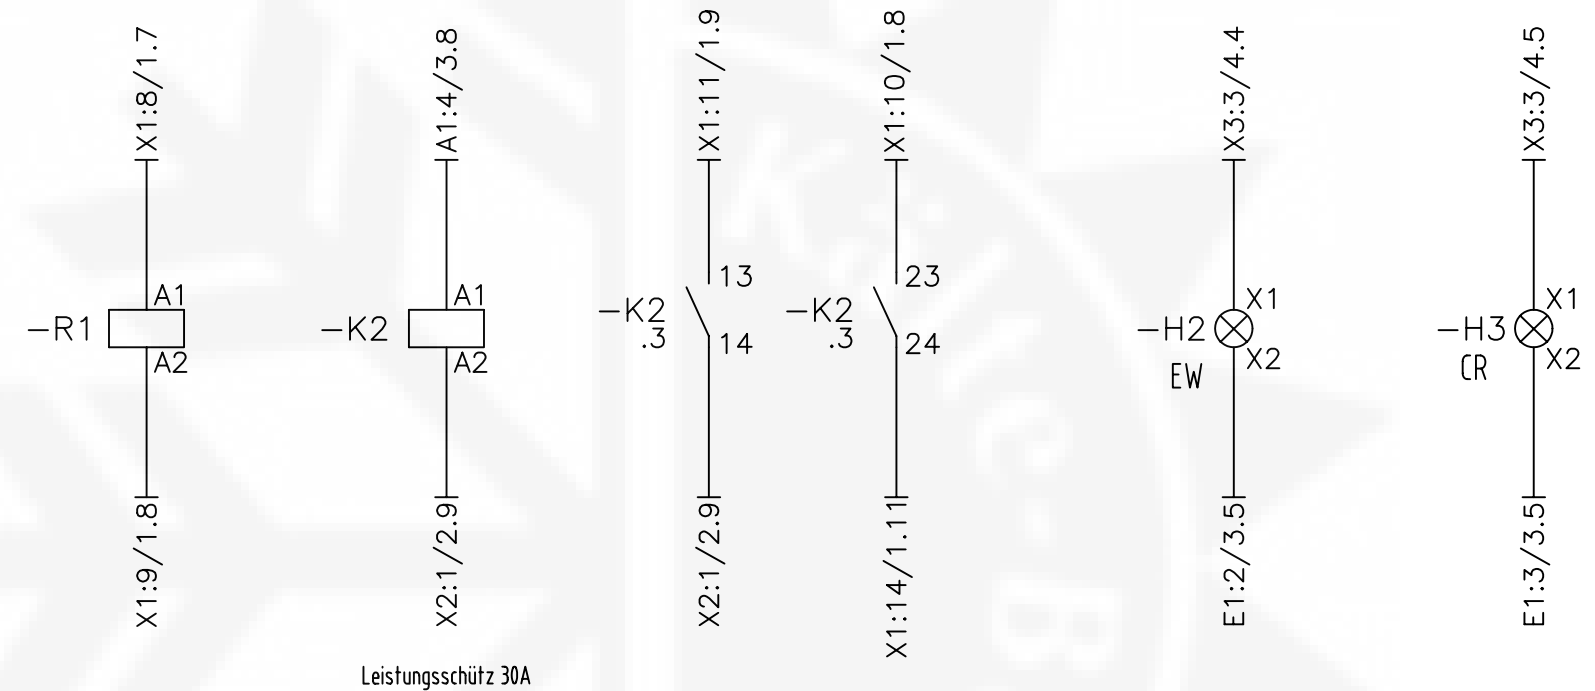 X1:8/1.7
A1:4/3.8
X1:11/1.9
X1:10/1.8
X3:3/4.4
X3:3/4.5
A1
-R1
A2
A1
-K2
A2
13
-K2
.3
14
23
-K2
.3
24
X1
-H2
X2
EW
X1
-H3
X2
CR
X1:9/1.8
X2:1/2.9
X2:1/2.9
X1:14/1.11
E1:2/3.5
E1:3/3.5
Leistungsschütz 30A